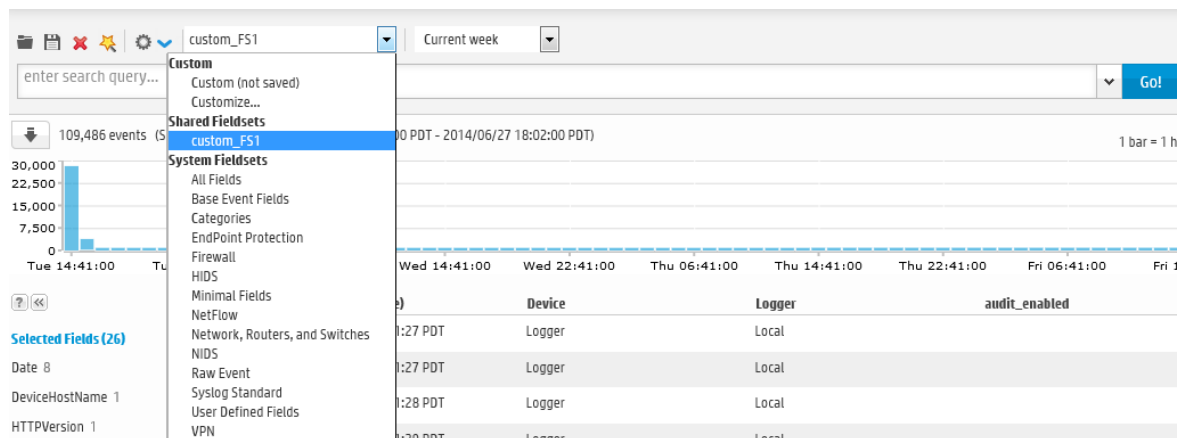 custom_FS1 Current week
enter search query... Go!
Custom
Custom (not saved)
Customize...
Shared Fieldsets
custom_FS1
System Fieldsets
All Fields
Base Event Fields
Categories
EndPoint Protection
Firewall
HIDS
Minimal Fields
NetFlow
Network, Routers, and Switches
NIDS
Raw Event
Syslog Standard
User Defined Fields
VPN
109,486 events PDT - 2014/06/27 18:02:00 PDT)
1 bar = 1 h
30,000
22,500
15,000
7,500
0
Tue 14:41:00 Wed 14:41:00 Wed 22:41:00 Thu 06:41:00 Thu 14:41:00 Thu 22:41:00 Fri 06:41:00 Fri
? «
Device Logger audit_enabled
Selected Fields (26)
Date 8
DeviceHostName 1
HTTPVersion 1
1:27 PDT Logger Local
1:27 PDT Logger Local
1:28 PDT Logger Local